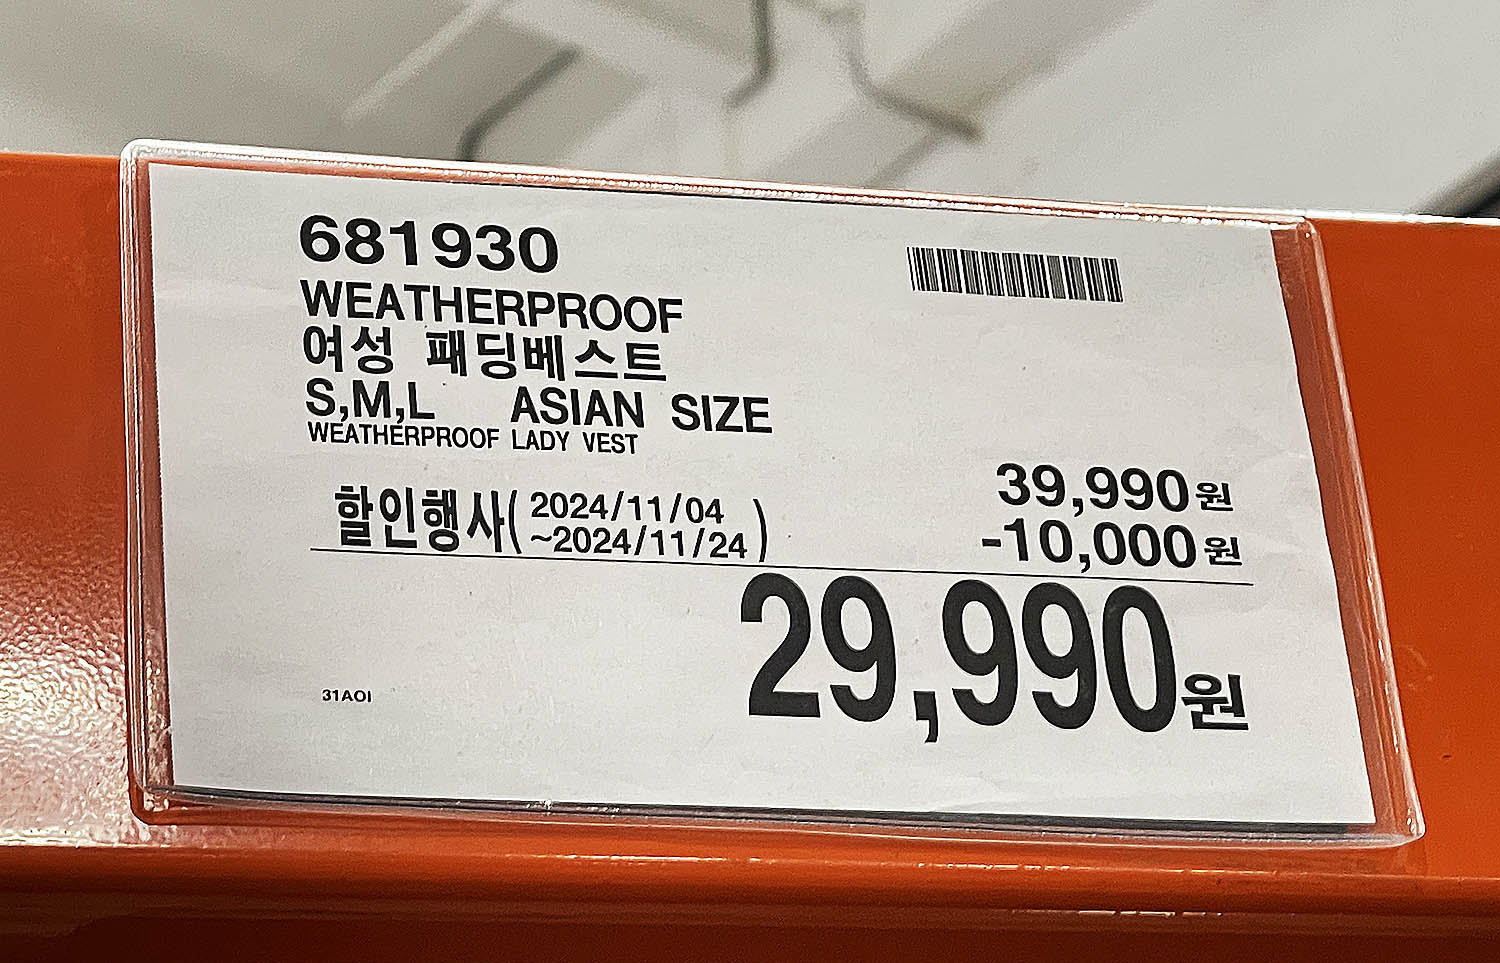 681930
WEATHERPROOF
여성 패딩베스트
S,M,L ASIAN SIZE
WEATHERPROOF LADY VEST
39,990원
할인행사( 2024/11/04
~2024/11/24 )
-10,000원
29,990원
31AOI